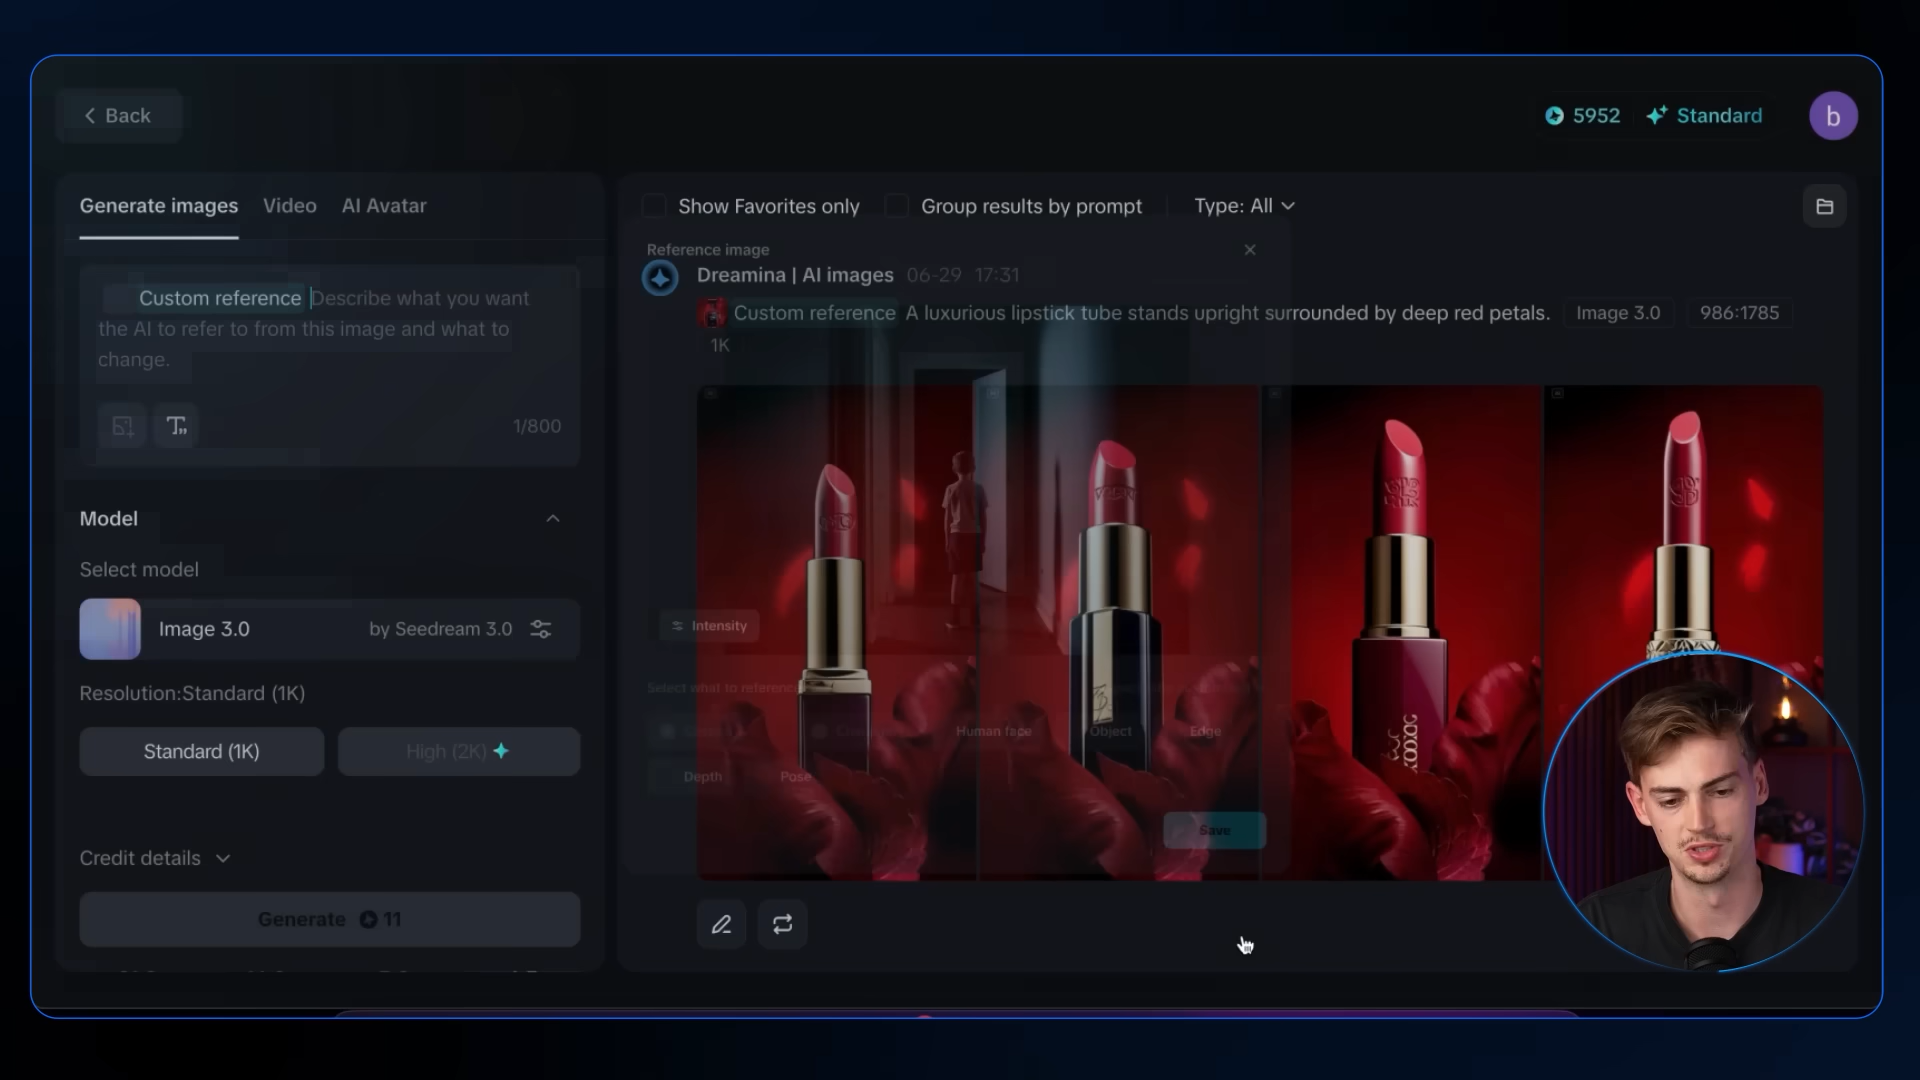 Back
5952 Standard
b
Generate images Video AI Avatar
Show Favorites only Group results by prompt Type: All
Reference image
Dreamina | AI images 06-29 17:31
Custom reference Describe what you want
the AI to refer to from this image and what to
change.
1/800
Custom reference A luxurious lipstick tube stands upright surrounded by deep red petals. Image 3.0 986:1785
1K
Model
Select model
Image 3.0 by Seedream 3.0
Resolution:Standard (1K)
Standard (1K) High (2K)
Credit details
Generate 11
Intensity
Select what to reference
Human face Object Edge
Depth Pose
Save